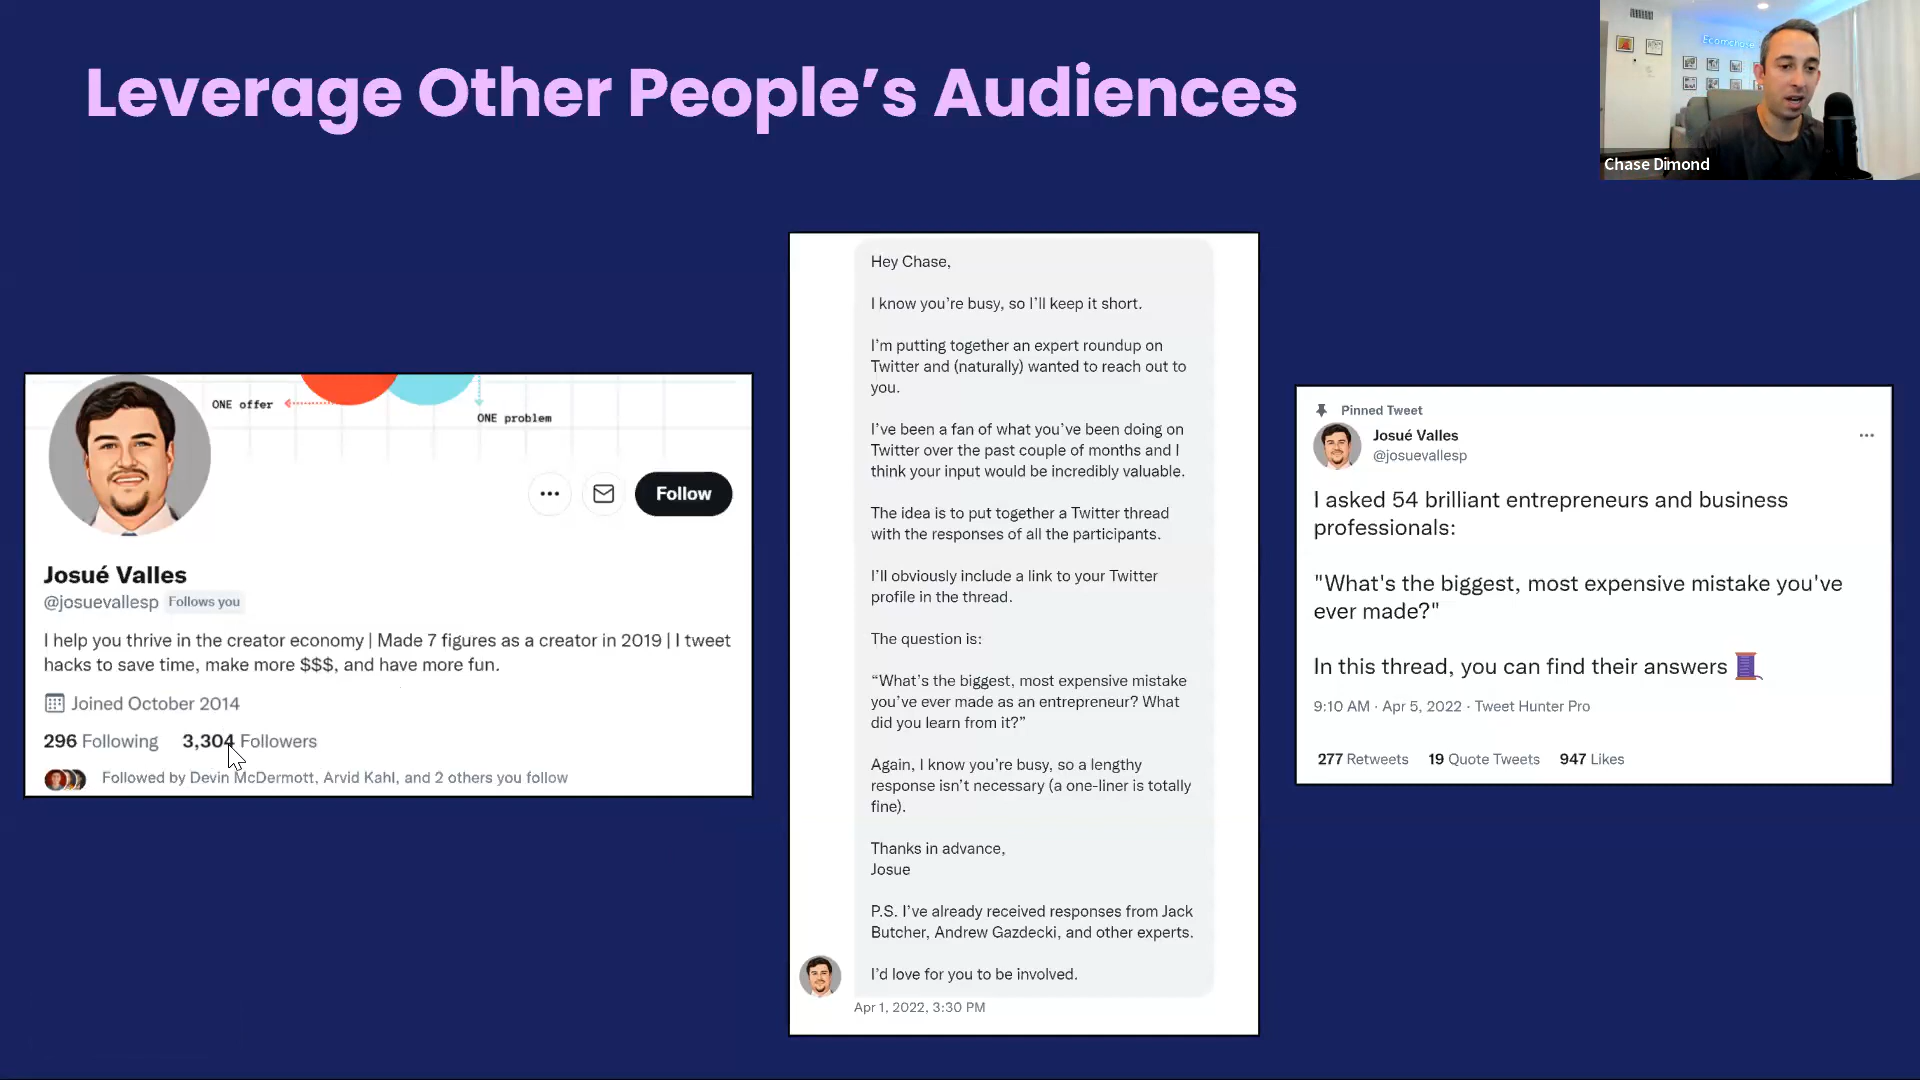 Leverage Other People’s Audiences
Ecomchase
Chase Dimond
ONE offer
ONE problem
Follow
Josué Valles
@josuevallesp Follows you
I help you thrive in the creator economy | Made 7 figures as a creator in 2019 | I tweet
hacks to save time, make more $$$, and have more fun.
Joined October 2014
296 Following 3,304 Followers
Followed by Devin McDermott, Arvid Kahl, and 2 others you follow
Hey Chase,
I know you’re busy, so I’ll keep it short.
I’m putting together an expert roundup on
Twitter and (naturally) wanted to reach out to
you.
I’ve been a fan of what you’ve been doing on
Twitter over the past couple of months and I
think your input would be incredibly valuable.
The idea is to put together a Twitter thread
with the responses of all the participants.
I’ll obviously include a link to your Twitter
profile in the thread.
The question is:
“What’s the biggest, most expensive mistake
you’ve ever made as an entrepreneur? What
did you learn from it?”
Again, I know you’re busy, so a lengthy
response isn’t necessary (a one-liner is totally
fine).
Thanks in advance,
Josue
P.S. I’ve already received responses from Jack
Butcher, Andrew Gazdecki, and other experts.
I’d love for you to be involved.
Apr 1, 2022, 3:30 PM
Pinned Tweet
Josué Valles
@josuevallesp
I asked 54 brilliant entrepreneurs and business
professionals:
"What's the biggest, most expensive mistake you've
ever made?"
In this thread, you can find their answers
9:10 AM · Apr 5, 2022 · Tweet Hunter Pro
277 Retweets 19 Quote Tweets 947 Likes